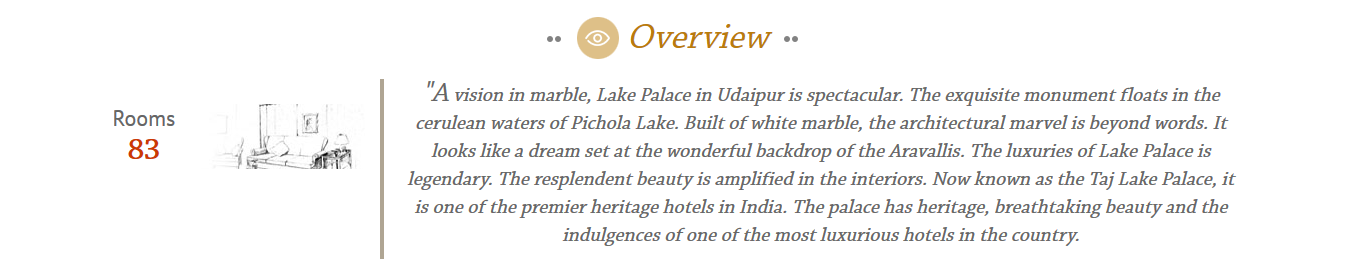 Overview
Rooms
83
"A vision in marble, Lake Palace in Udaipur is spectacular. The exquisite monument floats in the
cerulean waters of Pichola Lake. Built of white marble, the architectural marvel is beyond words. It
looks like a dream set at the wonderful backdrop of the Aravallis. The luxuries of Lake Palace is
legendary. The resplendent beauty is amplified in the interiors. Now known as the Taj Lake Palace, it
is one of the premier heritage hotels in India. The palace has heritage, breathtaking beauty and the
indulgences of one of the most luxurious hotels in the country.